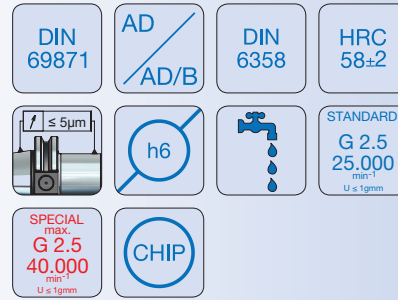 DIN
69871
AD
AD/B
DIN
6358
HRC
58±2
≤ 5µm
h6
STANDARD
G 2.5
25.000
min⁻¹
U ≤ 1gmm
SPECIAL
max.
G 2.5
40.000
min⁻¹
U ≤ 1gmm
CHIP